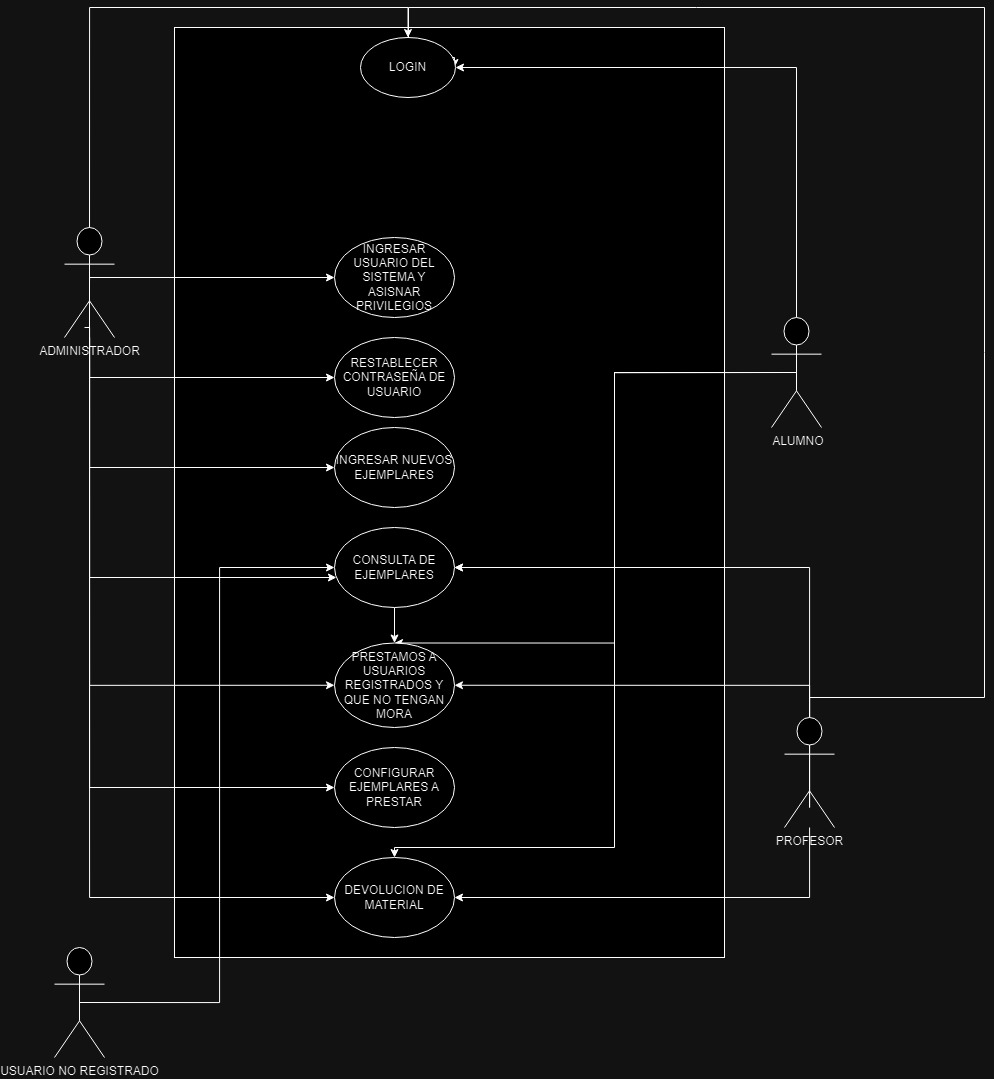 LOGIN
INGRESAR
USUARIO DEL
SISTEMA Y
ASISNAR
PRIVILEGIOS
ADMINISTRADOR
RESTABLECER
CONTRASEÑA DE
USUARIO
ALUMNO
INGRESAR NUEVOS
EJEMPLARES
CONSULTA DE
EJEMPLARES
PRESTAMOS A
USUARIOS
REGISTRADOS Y
QUE NO TENGAN
MORA
CONFIGURAR
EJEMPLARES A
PRESTAR
PROFESOR
DEVOLUCION DE
MATERIAL
USUARIO NO REGISTRADO